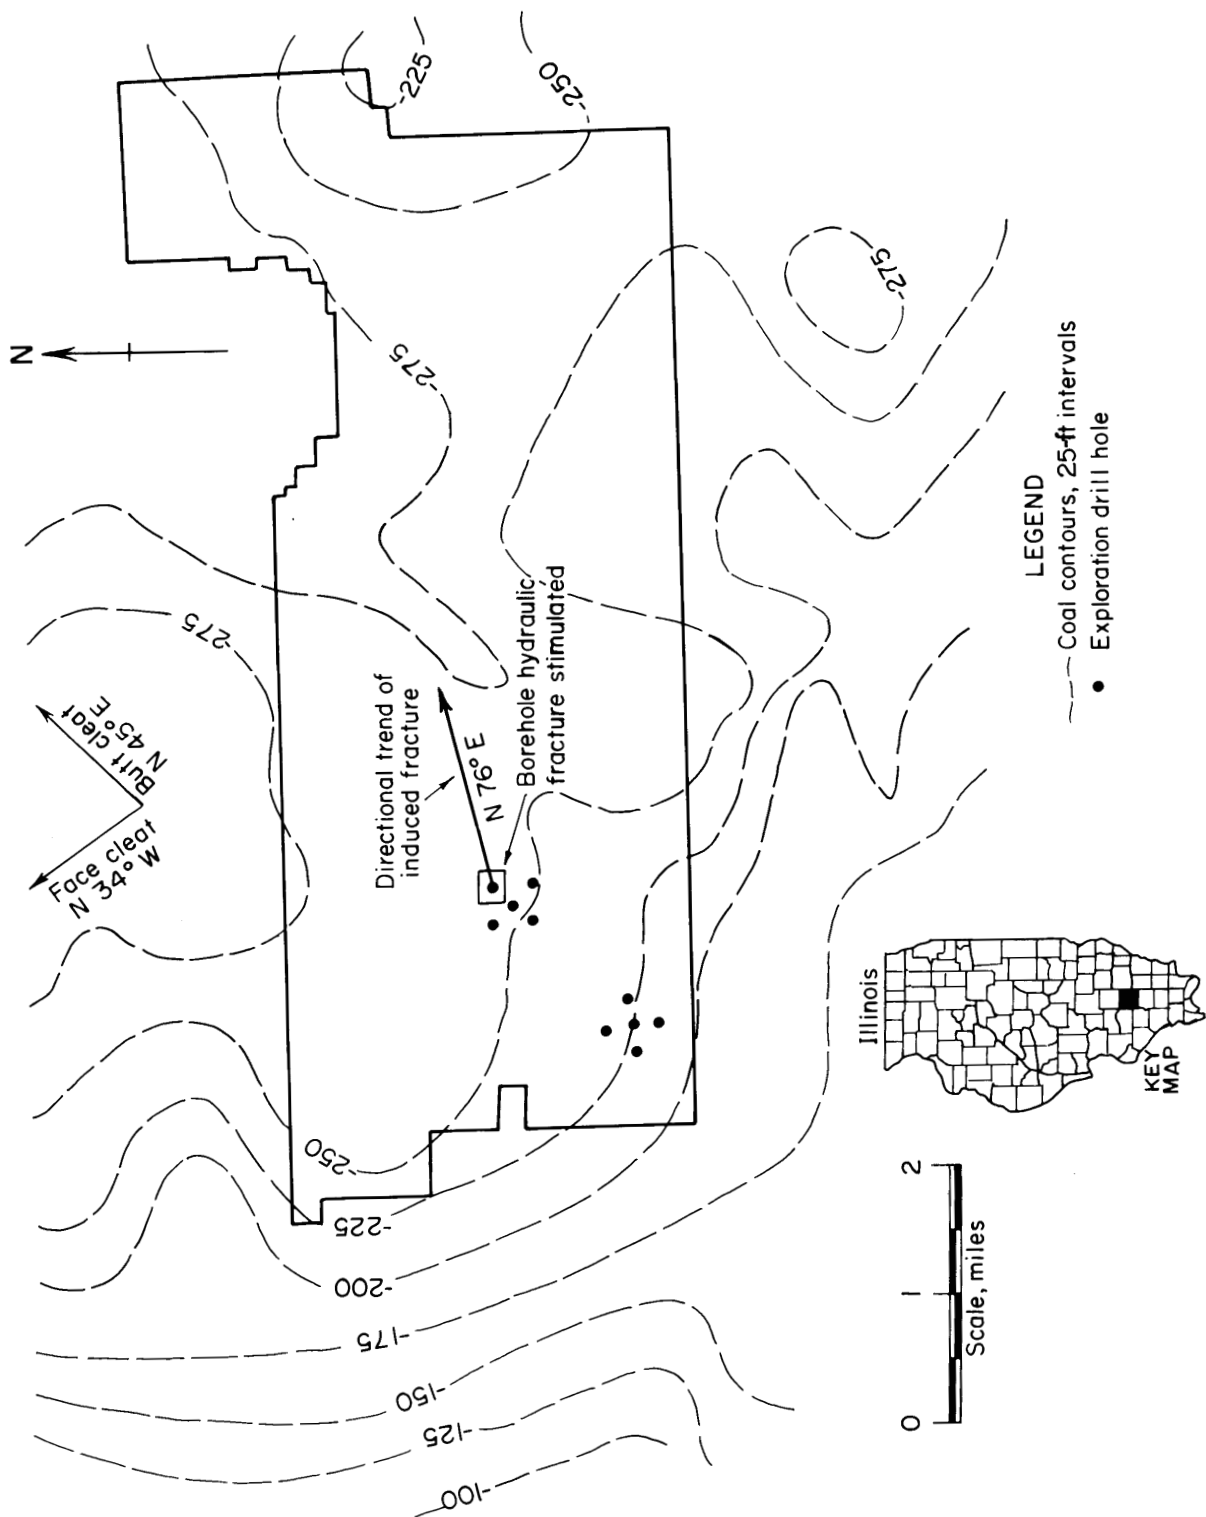 N
Face cleat
N 34° W
Butt cleat
N 45° E
-275
-275
-225
-250
-275
Directional trend of
induced fracture
N 76° E
Borehole hydraulic
fracture stimulated
-250
-225
-200
-175
-150
-125
-100
LEGEND
Coal contours, 25-ft intervals
Exploration drill hole
0 1 2
Scale, miles
Illinois
KEY
MAP